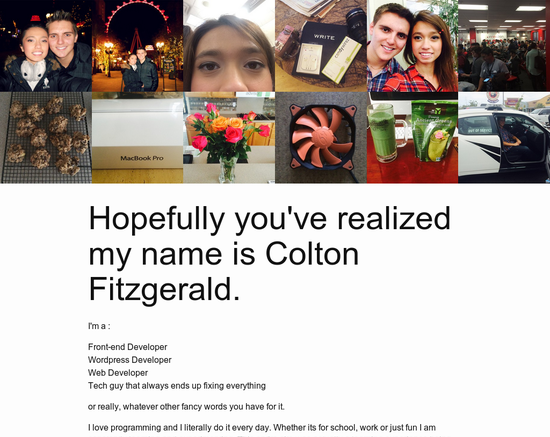 WRITE
MacBook Pro
Hopefully you've realized
my name is Colton
Fitzgerald.
I'm a :
Front-end Developer
Wordpress Developer
Web Developer
Tech guy that always ends up fixing everything
or really, whatever other fancy words you have for it.
I love programming and I literally do it every day. Whether its for school, work or just fun I am